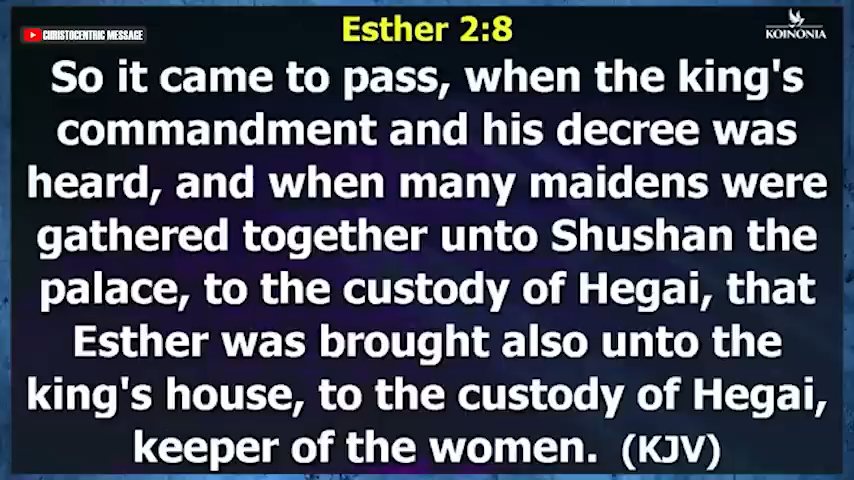 CHRISTOCENTRIC MESSAGE
Esther 2:8
KOINONIA
So it came to pass, when the king's
commandment and his decree was
heard, and when many maidens were
gathered together unto Shushan the
palace, to the custody of Hegai, that
Esther was brought also unto the
king's house, to the custody of Hegai,
keeper of the women. (KJV)